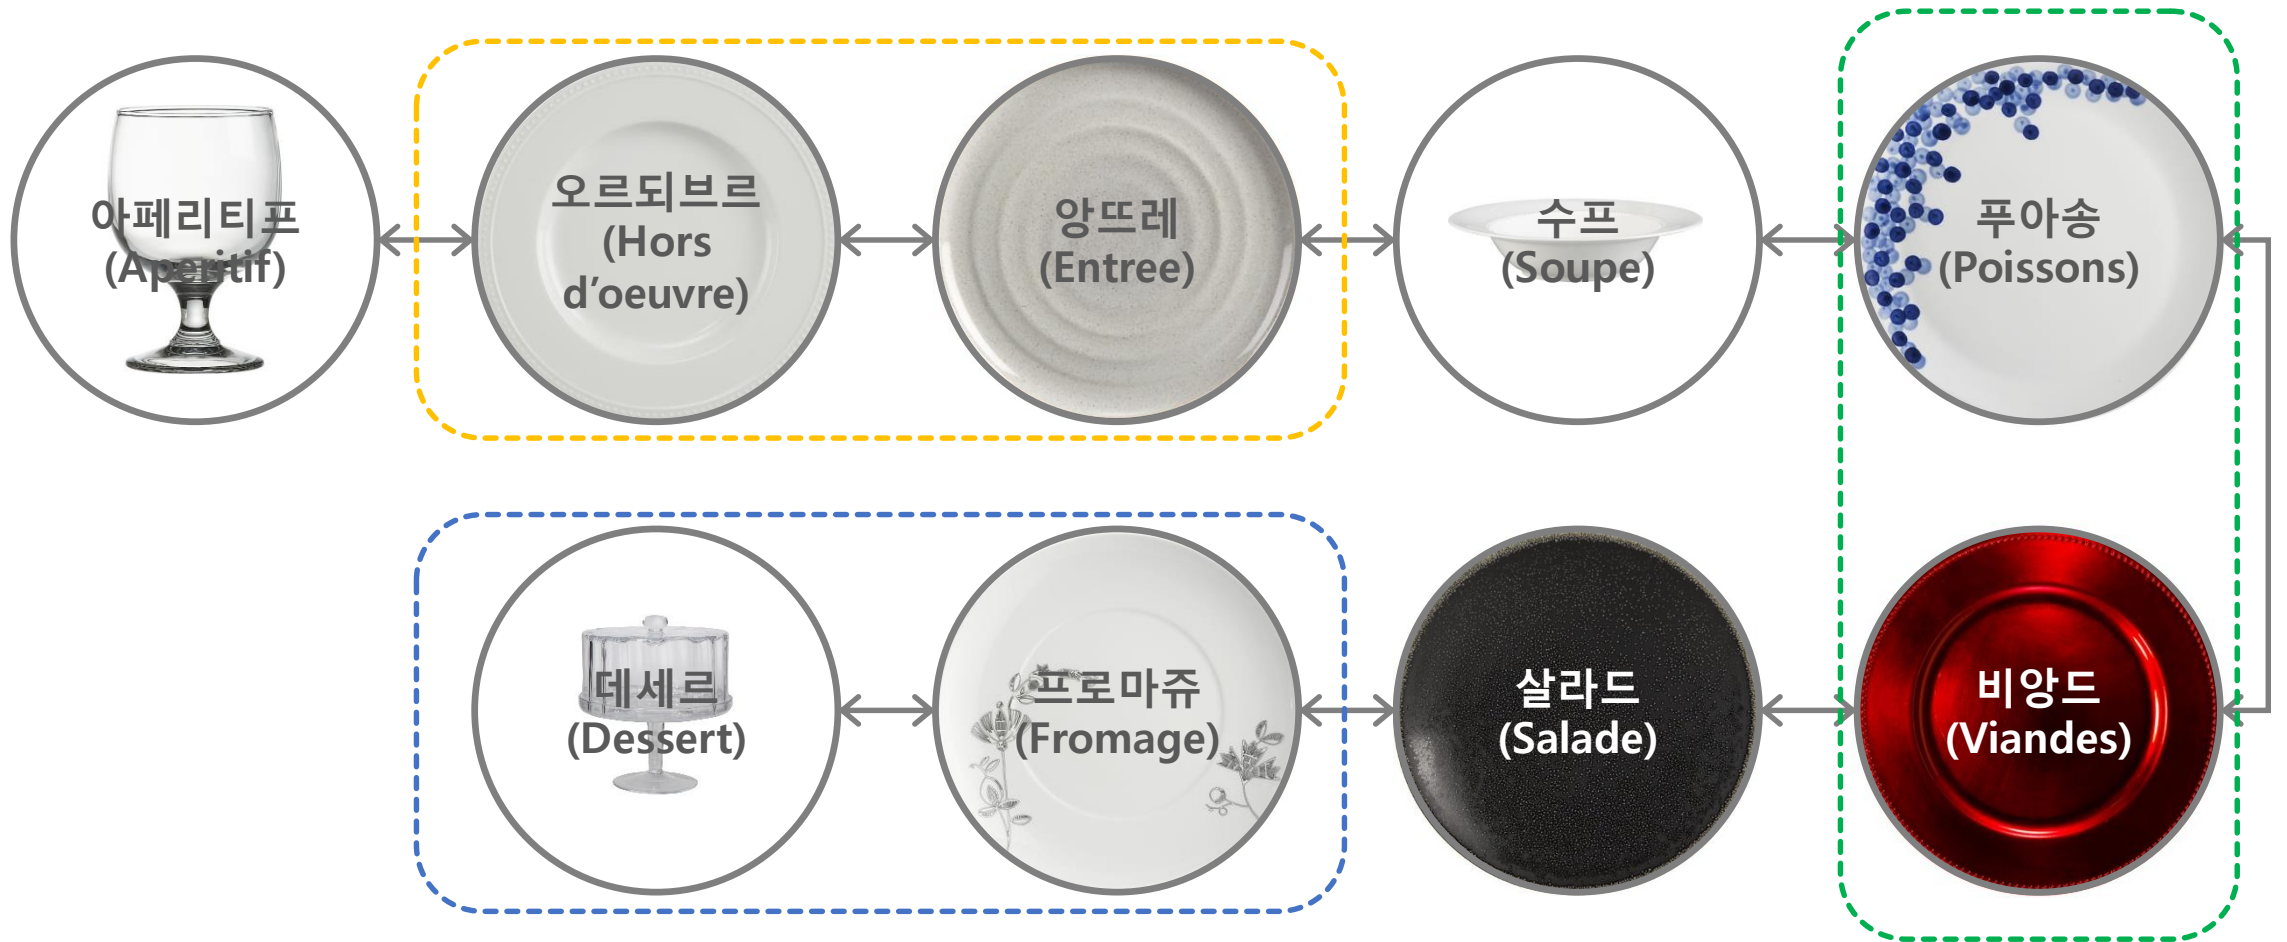 아페리티프
(Aperitif)
오르되브르
(Hors
d’oeuvre)
앙뜨레
(Entree)
수프
(Soupe)
푸아송
(Poissons)
데세르
(Dessert)
프로마쥬
(Fromage)
살라드
(Salade)
비앙드
(Viandes)